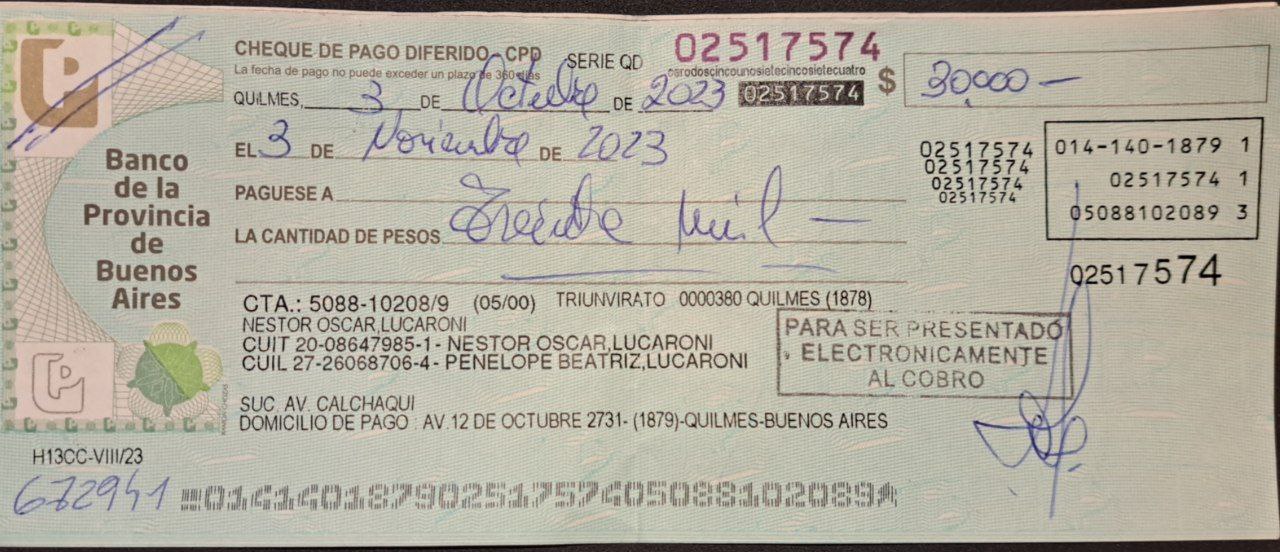 CHEQUE DE PAGO DIFERIDO - CPD SERIE QD 02517574
La fecha de pago no puede exceder un plazo de 360 días cerodoscincounosietecincosietecuatro
QUILMES, 3 DE Octubre DE 2023 02517574 $ 30000 -
EL 3 DE Noviembre DE 2023
PAGUESE A
LA CANTIDAD DE PESOS Treinta mil -
02517574
02517574
02517574
02517574
014-140-1879 1
02517574 1
05088102089 3
02517574
Banco
de la
Provincia
de
Buenos
Aires
CTA.: 5088-10208/9 (05/00) TRIUNVIRATO 0000380 QUILMES (1878)
NESTOR OSCAR,LUCARONI
CUIT 20-08647985-1- NESTOR OSCAR,LUCARONI
CUIL 27-26068706-4- PENELOPE BEATRIZ,LUCARONI
PARA SER PRESENTADO
ELECTRONICAMENTE
AL COBRO
SUC. AV. CALCHAQUI
DOMICILIO DE PAGO : AV.12 DE OCTUBRE 2731- (1879)-QUILMES-BUENOS AIRES
H13CC-VIII/23
672941 01414018790251757405088102089